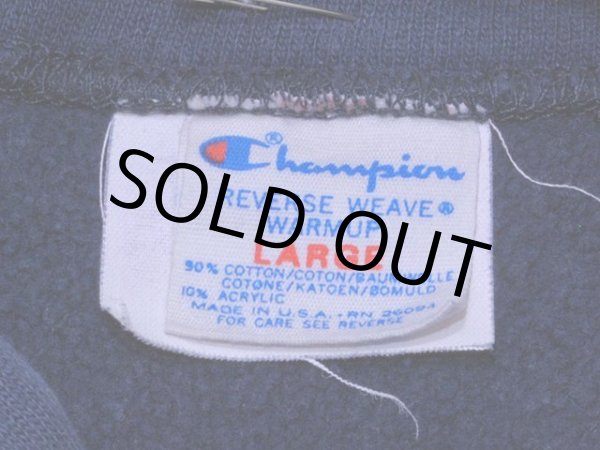 Champion®
REVERSE WEAVE®
WARMUP
LARGE
90% COTTON/COTON/BAUMWOLLE
COTONE/KATOEN/BOMULD
10% ACRYLIC
MADE IN U.S.A. · RN 26094
FOR CARE SEE REVERSE
SOLD OUT